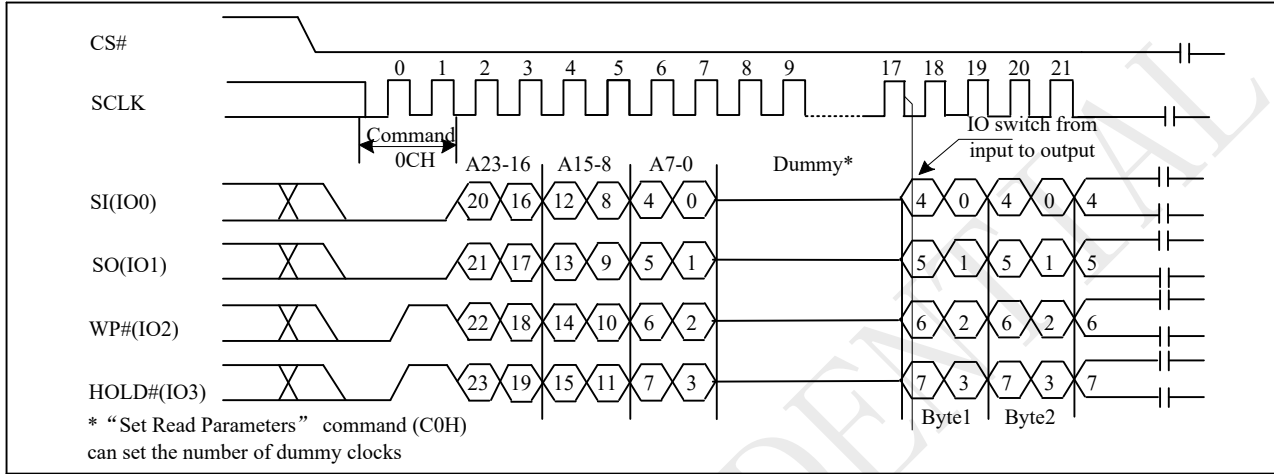 CS#
0 1 2 3 4 5 6 7 8 9 17 18 19 20 21
SCLK
Command
0CH
IO switch from
input to output
A23-16 A15-8 A7-0 Dummy*
SI(IO0) 20 16 12 8 4 0 4 0 4 0 4
SO(IO1) 21 17 13 9 5 1 5 1 5 1 5
WP#(IO2) 22 18 14 10 6 2 6 2 6 2 6
HOLD#(IO3) 23 19 15 11 7 3 7 3 7 3 7
Byte1 Byte2
* “Set Read Parameters” command (C0H)
can set the number of dummy clocks
DENTIAL